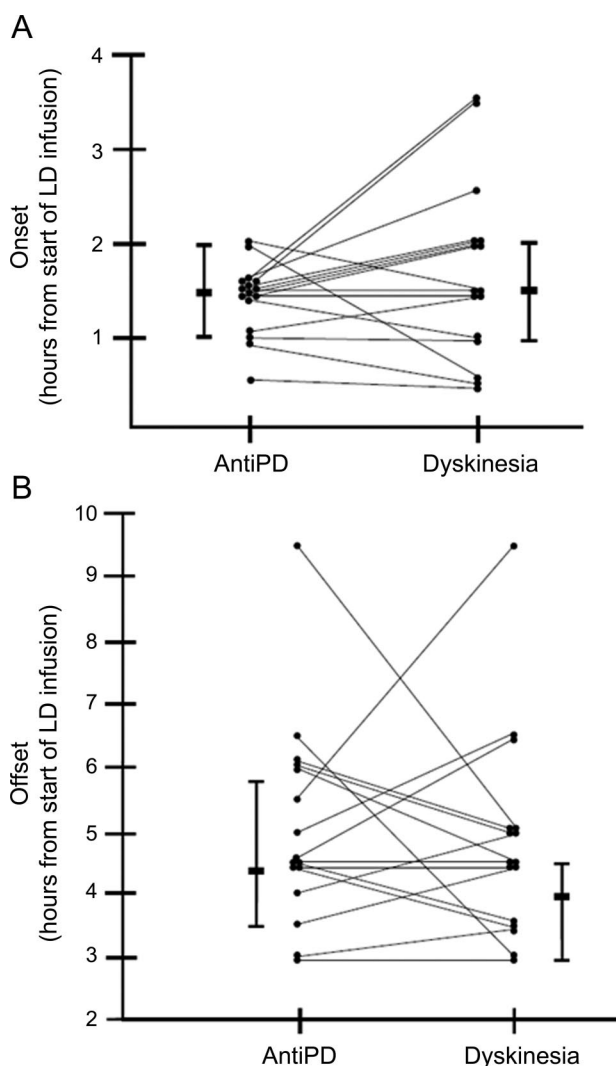 A
Onset
(hours from start of LD infusion)
4
3
2
1
AntiPD
Dyskinesia
B
Offset
(hours from start of LD infusion)
10
9
8
7
6
5
4
3
2
AntiPD
Dyskinesia